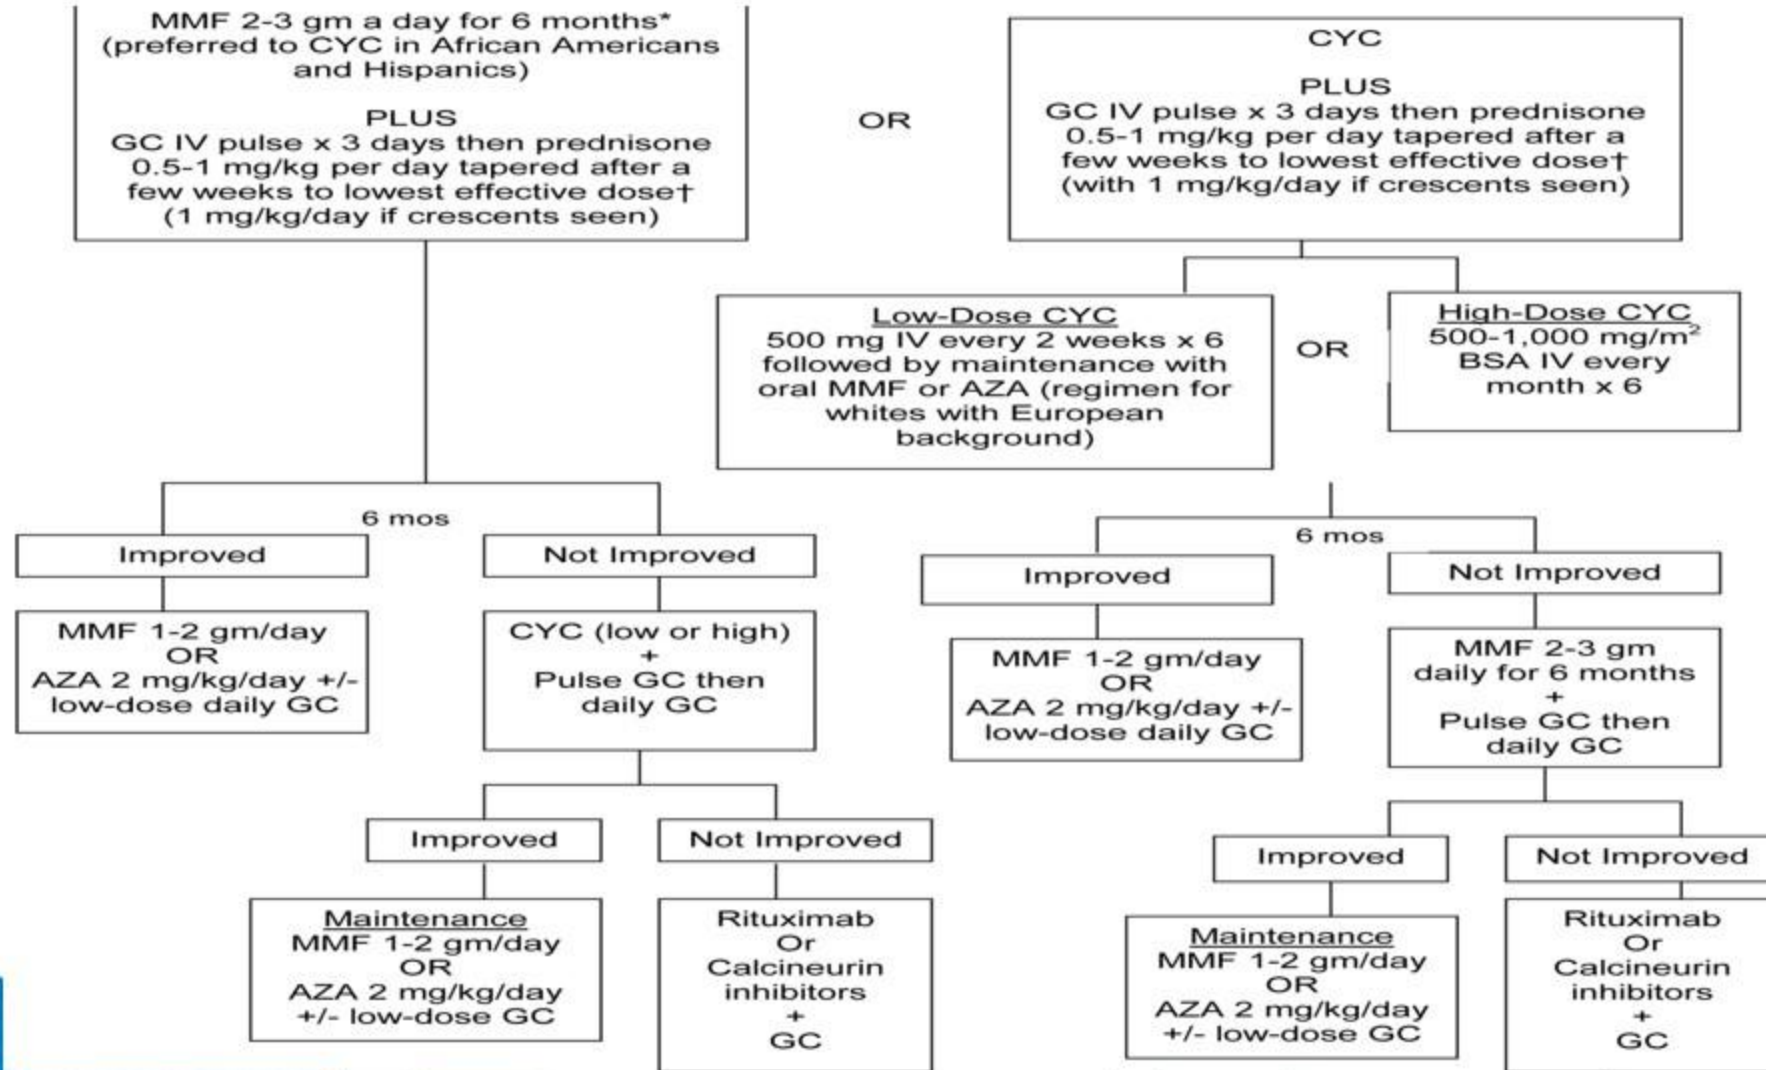 MMF 2-3 gm a day for 6 months*
(preferred to CYC in African Americans
and Hispanics)
PLUS
GC IV pulse x 3 days then prednisone
0.5-1 mg/kg per day tapered after a
few weeks to lowest effective dose†
(1 mg/kg/day if crescents seen)
OR
CYC
PLUS
GC IV pulse x 3 days then prednisone
0.5-1 mg/kg per day tapered after a
few weeks to lowest effective dose†
(with 1 mg/kg/day if crescents seen)
Low-Dose CYC
500 mg IV every 2 weeks x 6
followed by maintenance with
oral MMF or AZA (regimen for
whites with European
background)
OR
High-Dose CYC
500-1,000 mg/m²
BSA IV every
month x 6
6 mos
Improved
Not Improved
MMF 1-2 gm/day
OR
AZA 2 mg/kg/day +/-
low-dose daily GC
CYC (low or high)
+
Pulse GC then
daily GC
Improved
Not Improved
Maintenance
MMF 1-2 gm/day
OR
AZA 2 mg/kg/day
+/- low-dose GC
Rituximab
Or
Calcineurin
inhibitors
+
GC
6 mos
Improved
Not Improved
MMF 1-2 gm/day
OR
AZA 2 mg/kg/day +/-
low-dose daily GC
MMF 2-3 gm
daily for 6 months
+
Pulse GC then
daily GC
Improved
Not Improved
Maintenance
MMF 1-2 gm/day
OR
AZA 2 mg/kg/day
+/- low-dose GC
Rituximab
Or
Calcineurin
inhibitors
+
GC